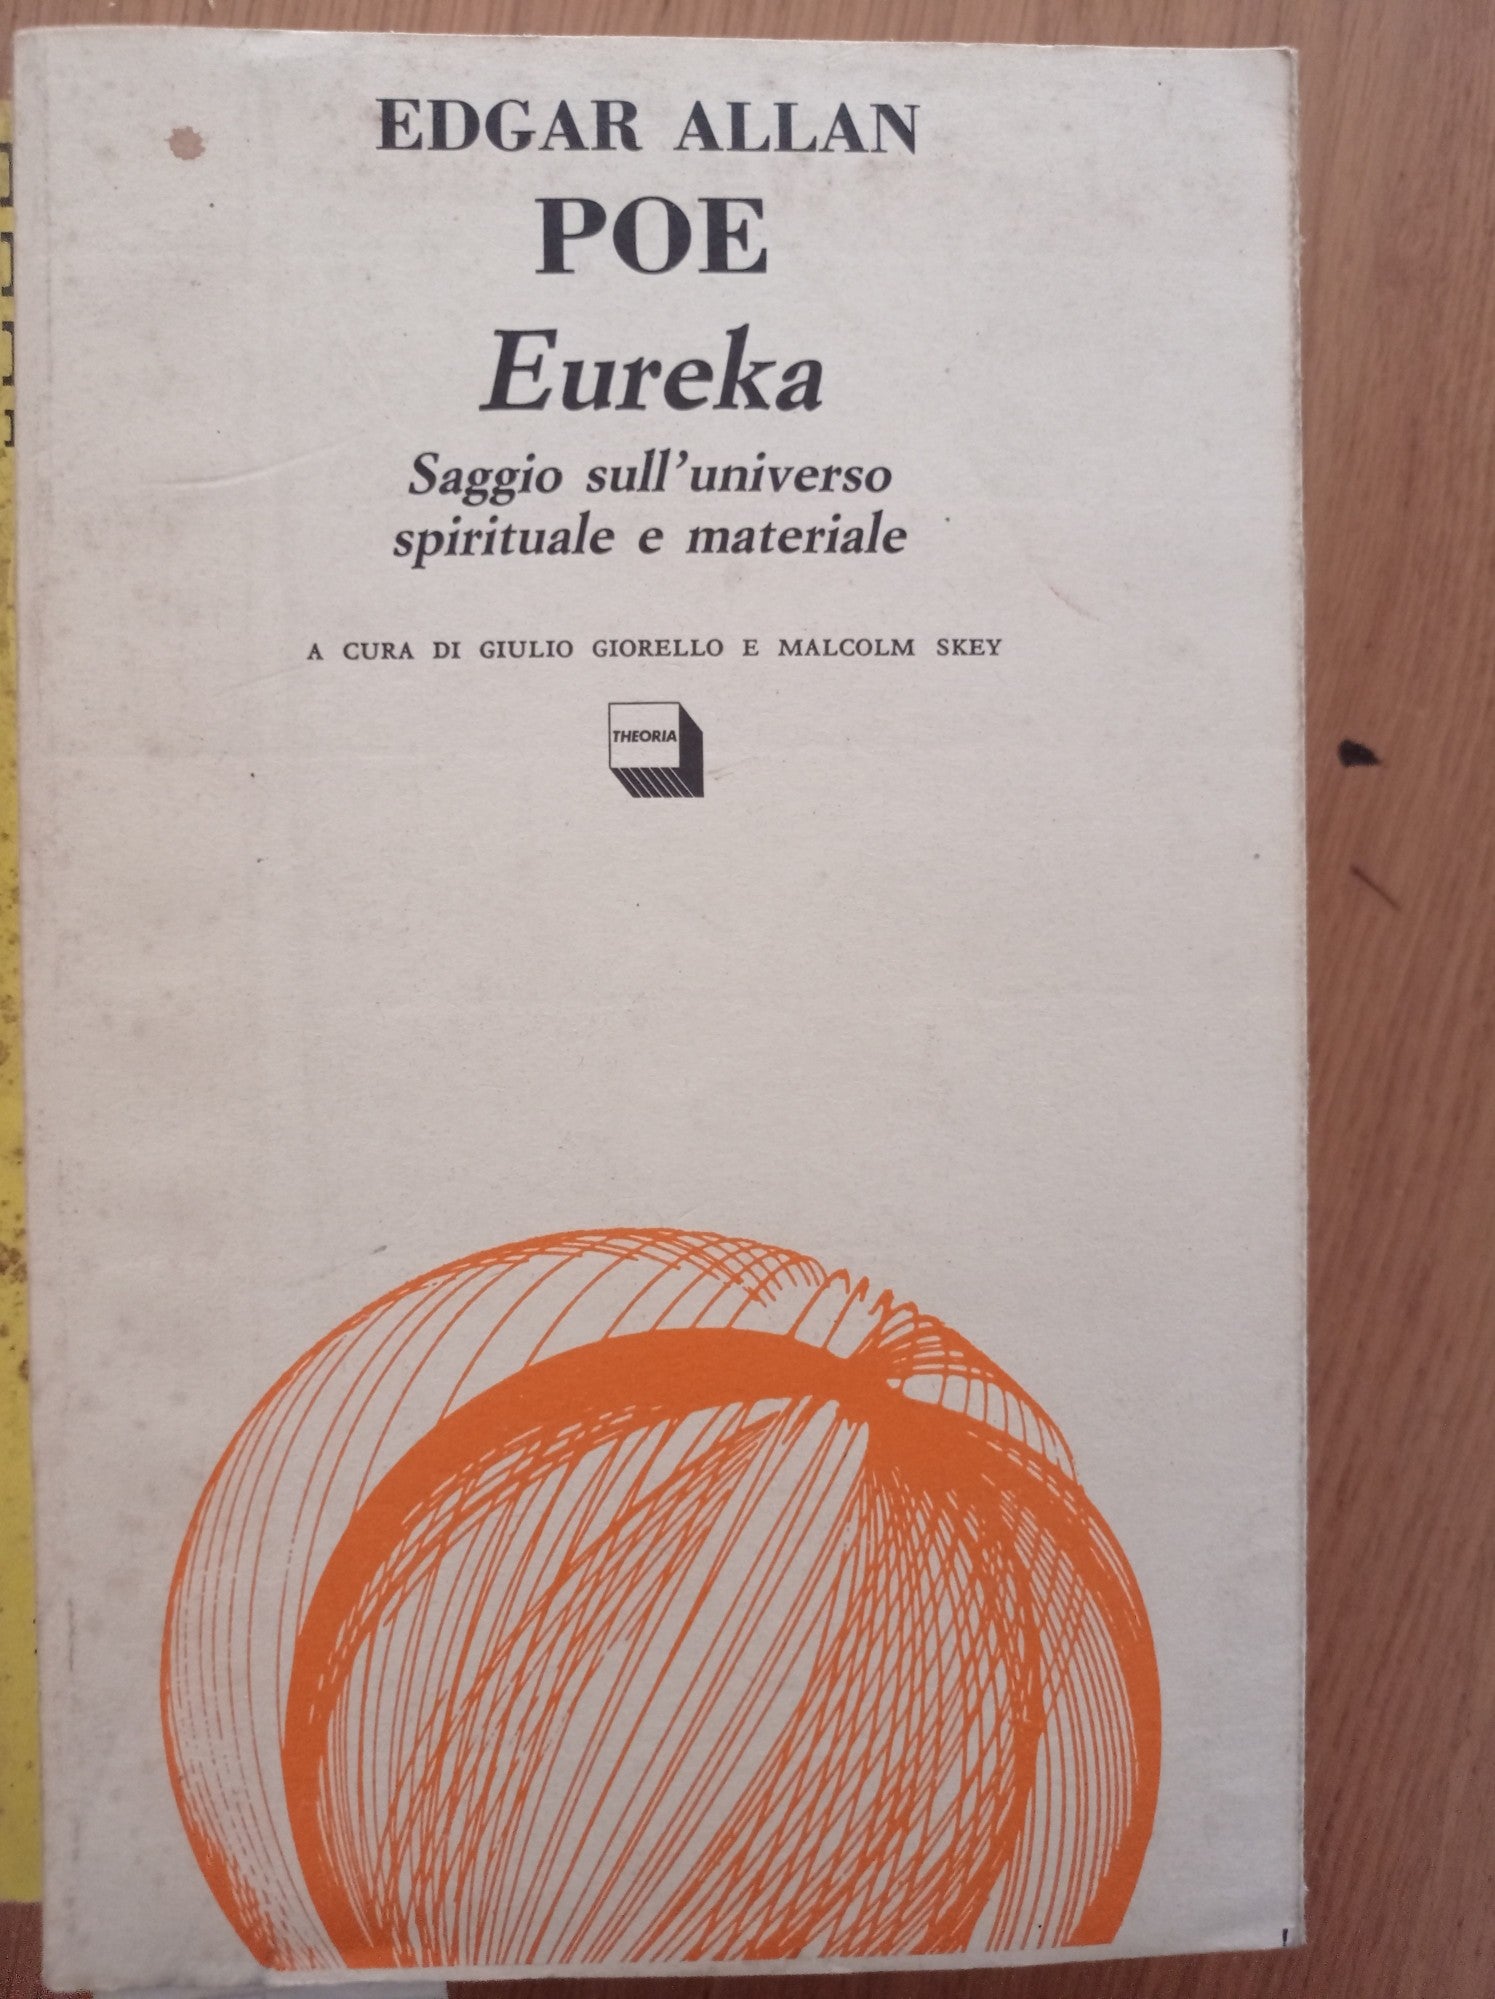 EDGAR ALLAN
POE
Eureka
Saggio sull'universo
spirituale e materiale
A CURA DI GIULIO GIORELLO E MALCOLM SKEY
THEORIA